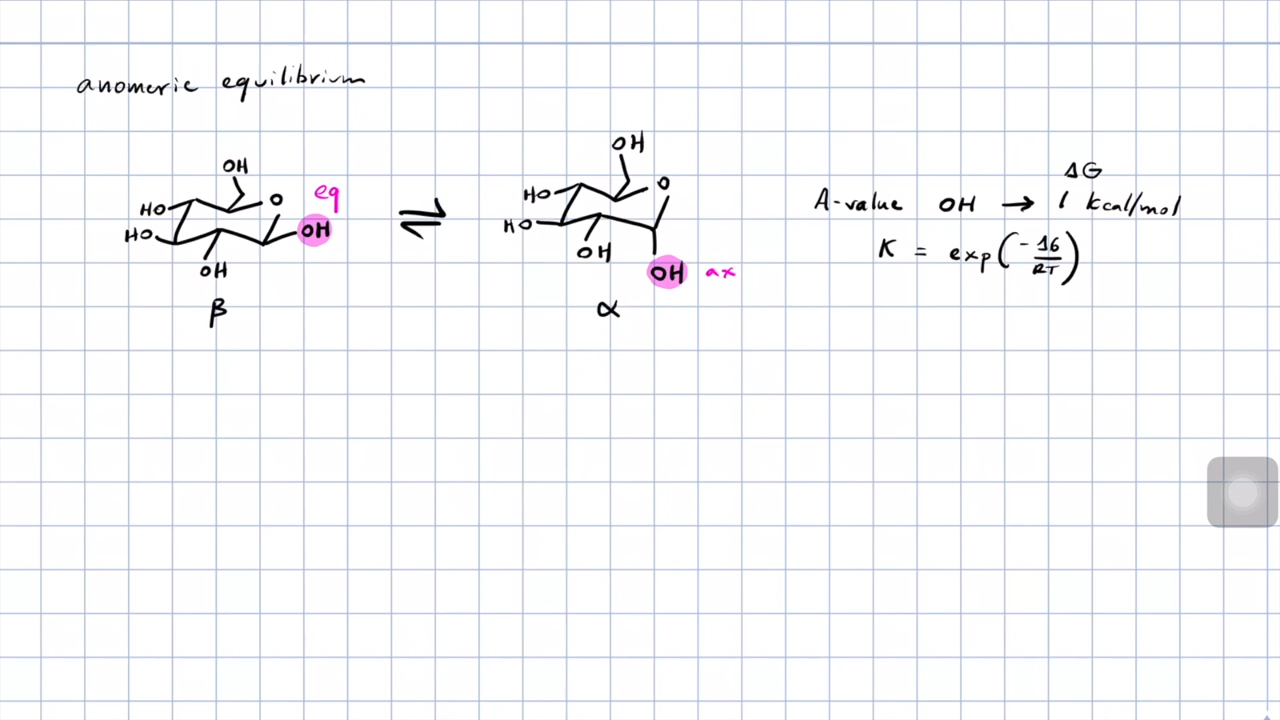 anomeric equilibrium
OH
HO
O
eq
HO
OH
OH
β
⇌
OH
HO
O
HO
OH
OH ax
α
ΔG
A-value OH → 1 kcal/mol
K = exp(-ΔG/RT)